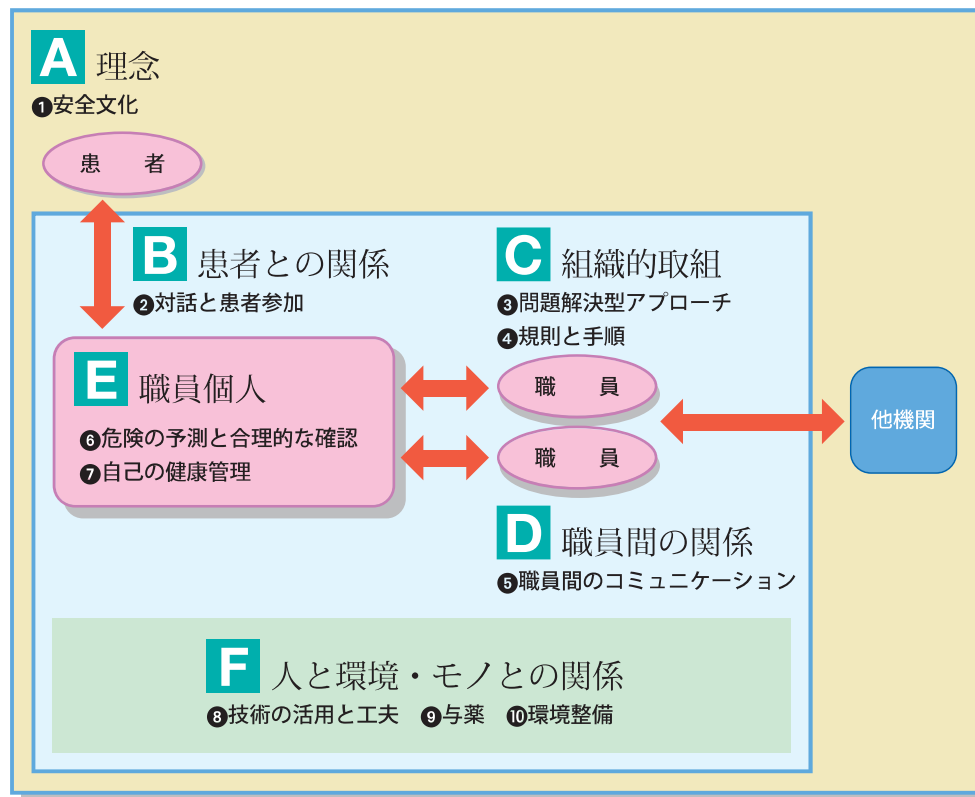 A 理念
❶安全文化
患 者
B 患者との関係
❷対話と患者参加
C 組織的取組
❸問題解決型アプローチ
❹規則と手順
E 職員個人
❻危険の予測と合理的な確認
❼自己の健康管理
職 員
職 員
他機関
D 職員間の関係
❺職員間のコミュニケーション
F 人と環境・モノとの関係
❽技術の活用と工夫 ❾与薬 ❿環境整備